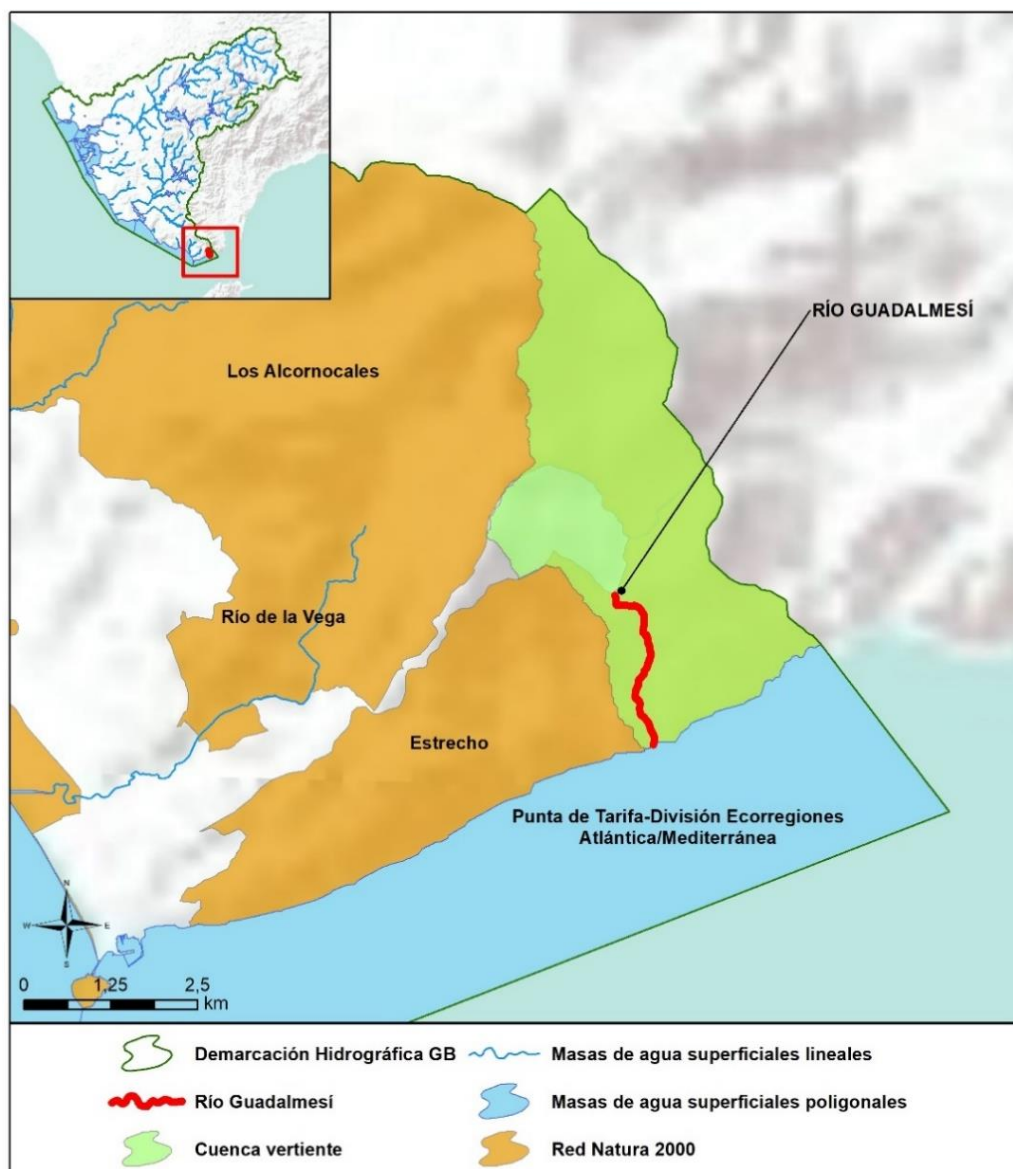 RÍO GUADALMESÍ
Los Alcornocales
Río de la Vega
Estrecho
Punta de Tarifa-División Ecorregiones
Atlántica/Mediterránea
N
W E
S
0 1,25 2,5
km
Demarcación Hidrográfica GB
Masas de agua superficiales lineales
Río Guadalmesí
Masas de agua superficiales poligonales
Cuenca vertiente
Red Natura 2000